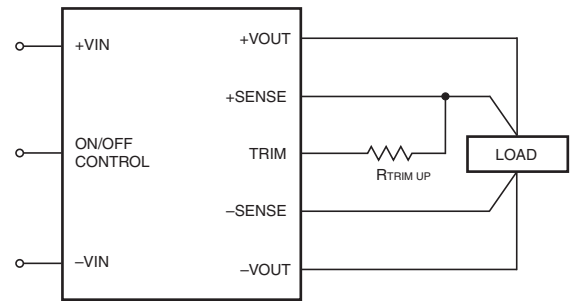 +VIN
ON/OFF
CONTROL
–VIN
+VOUT
+SENSE
TRIM
–SENSE
–VOUT
RTRIM UP
LOAD